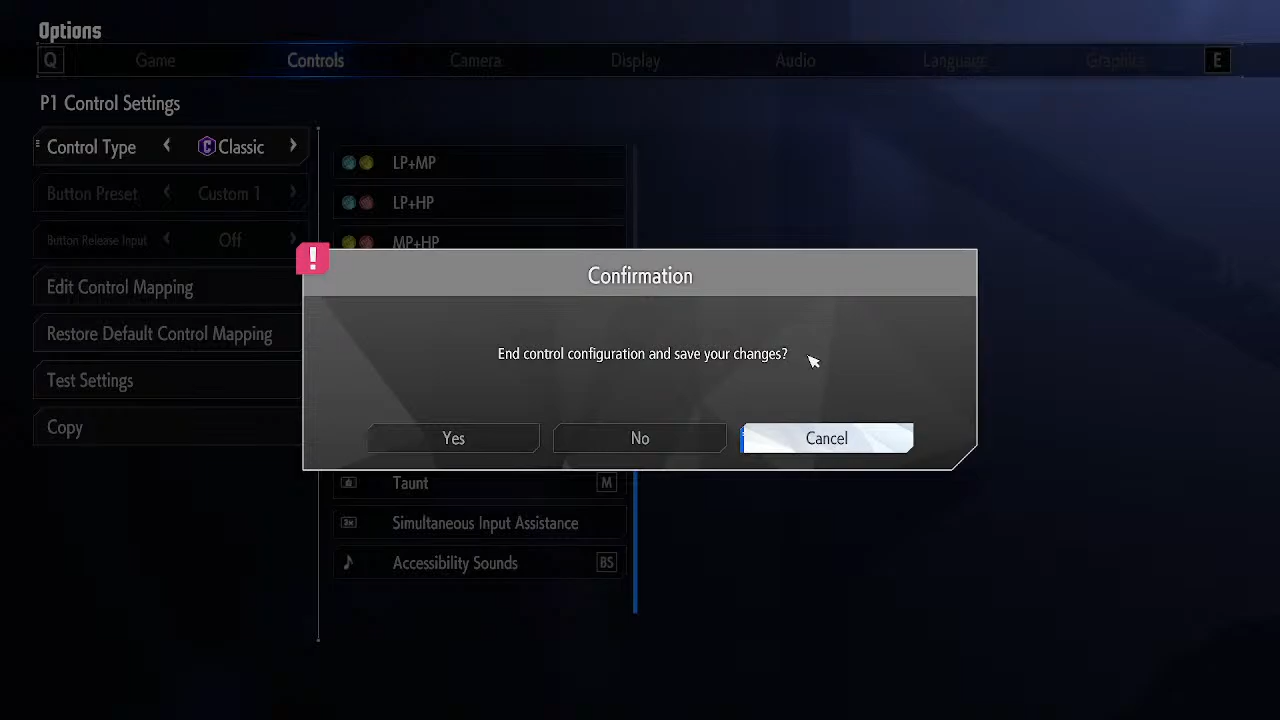 Options
Q Game Controls Camera Display Audio Language Graphics E
P1 Control Settings
Control Type C Classic
Button Preset Custom 1
Button Release Input Off
Edit Control Mapping
Restore Default Control Mapping
Test Settings
Copy
LP+MP
LP+HP
MP+HP
!
Confirmation
End control configuration and save your changes?
Yes No Cancel
Taunt M
Simultaneous Input Assistance
Accessibility Sounds BS